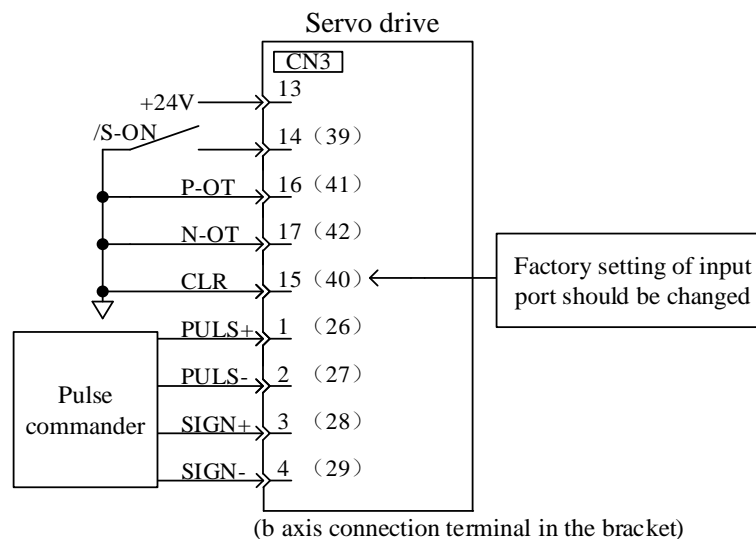 Servo drive
CN3
+24V 13
/S-ON 14（39）
P-OT 16（41）
N-OT 17（42）
CLR 15（40）
Factory setting of input
port should be changed
PULS+ 1（26）
PULS- 2（27）
SIGN+ 3（28）
SIGN- 4（29）
Pulse
commander
(b axis connection terminal in the bracket)